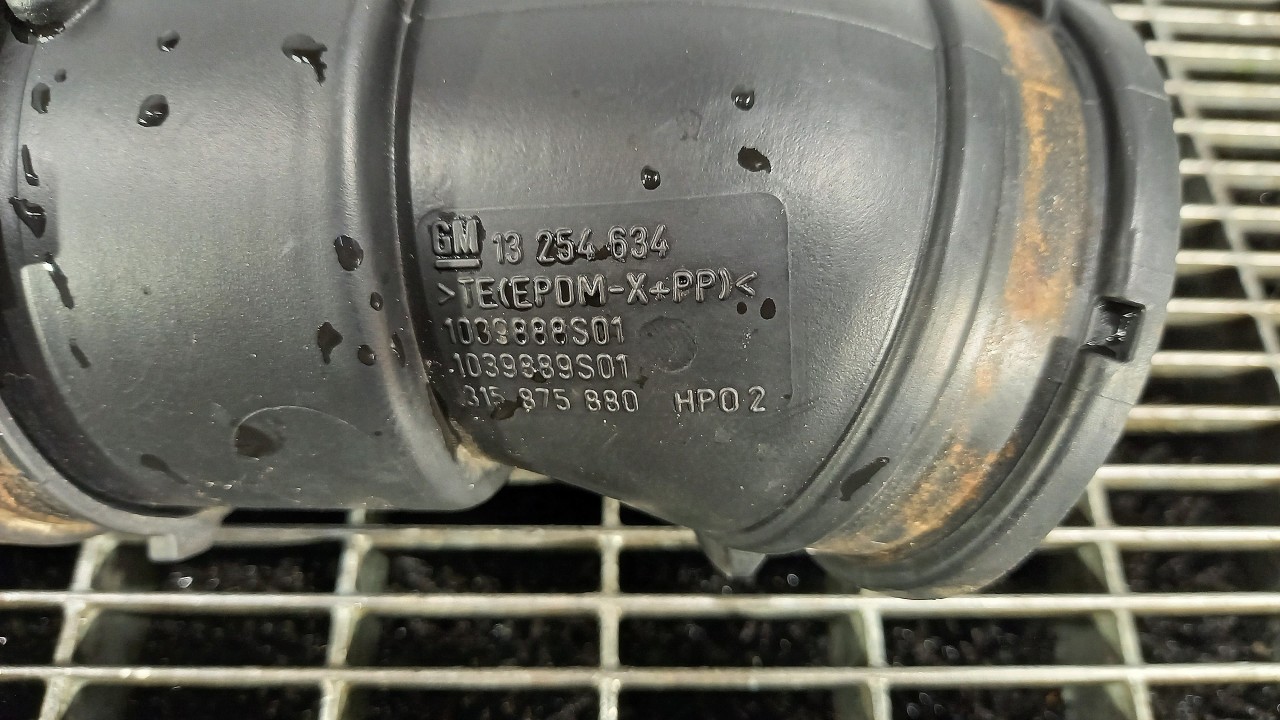 GM 13 254 634
>TE(EPDM-X+PP)<
1039888S01
1039889S01
315 875 880 HPO 2